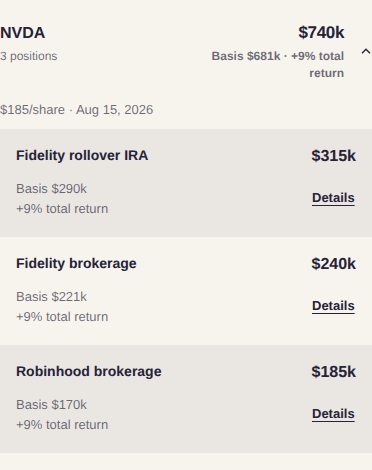 NVDA
$740k
3 positions
Basis $681k · +9% total
return
$185/share · Aug 15, 2026
Fidelity rollover IRA
$315k
Basis $290k
+9% total return
Details
Fidelity brokerage
$240k
Basis $221k
+9% total return
Details
Robinhood brokerage
$185k
Basis $170k
+9% total return
Details